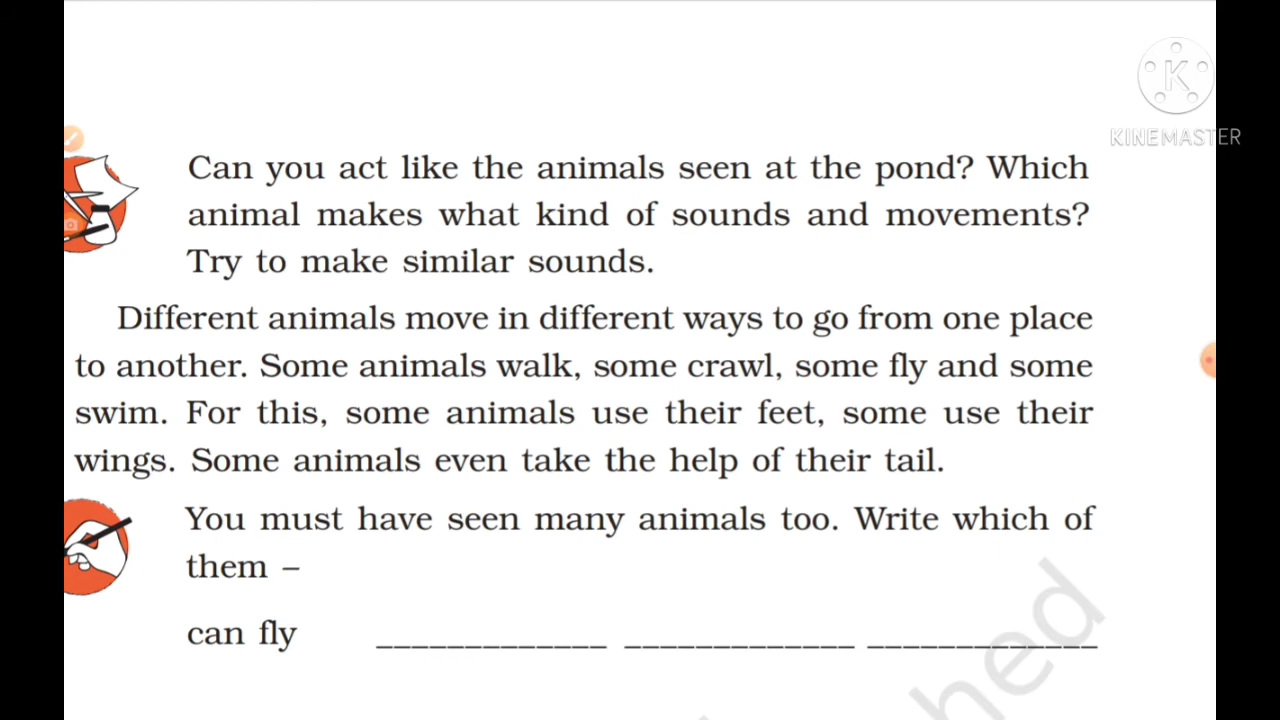 KINEMASTER
Can you act like the animals seen at the pond? Which
animal makes what kind of sounds and movements?
Try to make similar sounds.
Different animals move in different ways to go from one place
to another. Some animals walk, some crawl, some fly and some
swim. For this, some animals use their feet, some use their
wings. Some animals even take the help of their tail.
You must have seen many animals too. Write which of
them –
can fly _____________ _____________ _____________